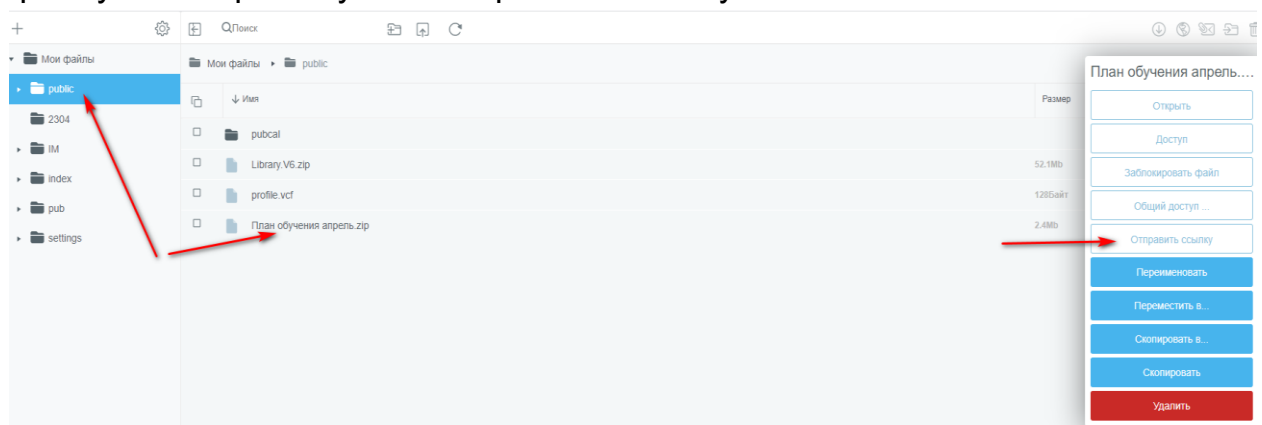 Поиск
Мои файлы
public
2304
IM
index
pub
settings
Мои файлы public
Имя Размер
pubcal
Library.V6.zip 52.1Mb
profile.vcf 128Байт
План обучения апрель.zip 2.4Mb
План обучения апрель....
Открыть
Доступ
Заблокировать файл
Общий доступ ...
Отправить ссылку
Переименовать
Переместить в...
Скопировать в...
Скопировать
Удалить